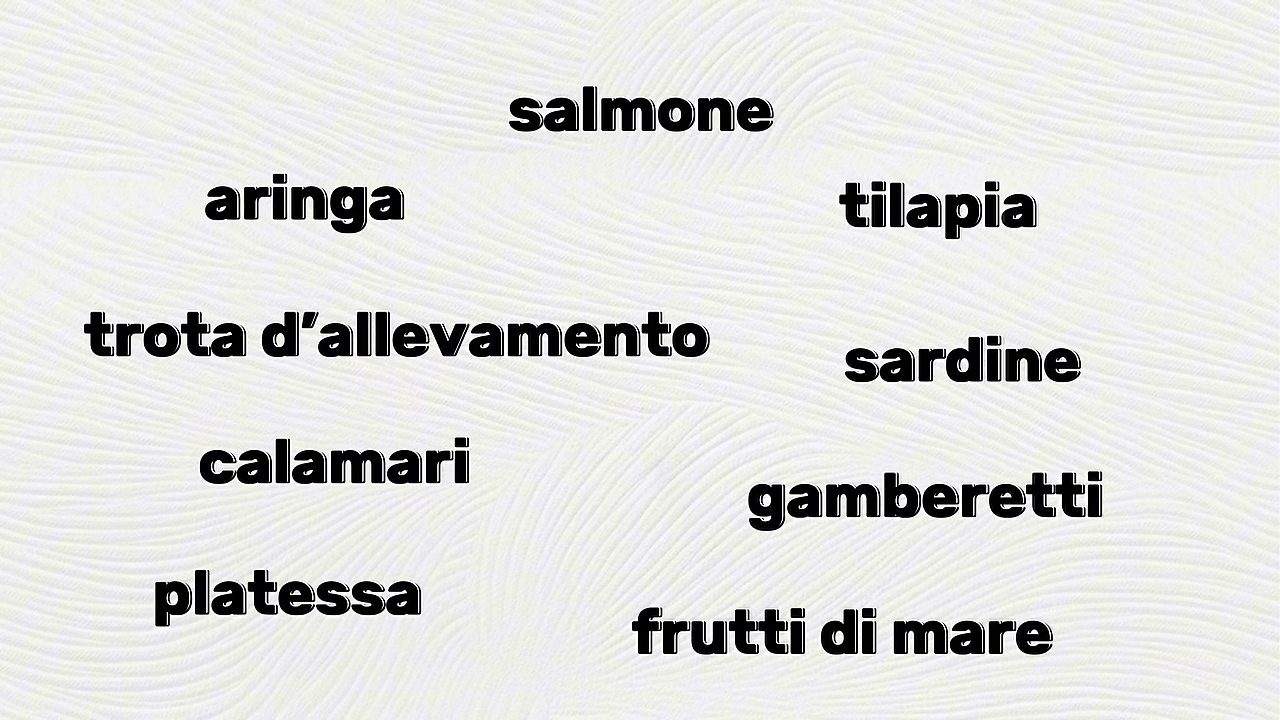 salmone
aringa
tilapia
trota d’allevamento
sardine
calamari
gamberetti
platessa
frutti di mare